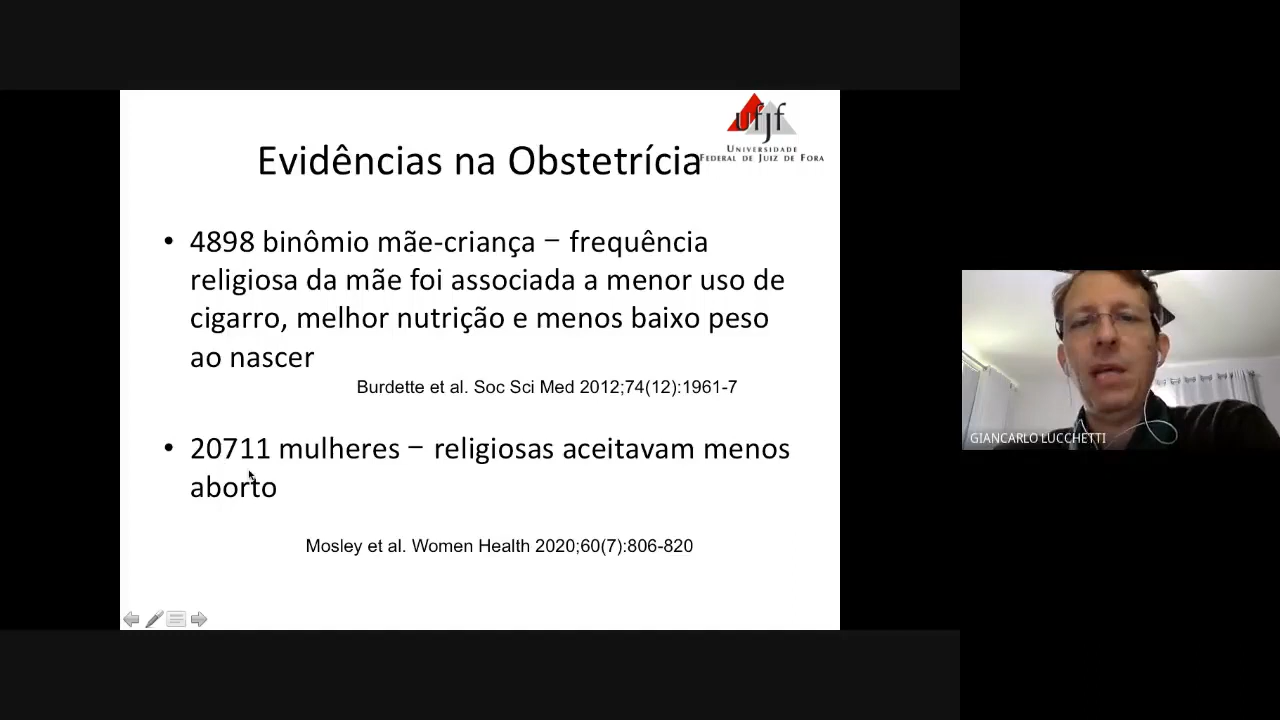 ufjf
UNIVERSIDADE
FEDERAL DE JUIZ DE FORA
Evidências na Obstetrícia
• 4898 binômio mãe-criança – frequência
religiosa da mãe foi associada a menor uso de
cigarro, melhor nutrição e menos baixo peso
ao nascer
Burdette et al. Soc Sci Med 2012;74(12):1961-7
• 20711 mulheres – religiosas aceitavam menos
aborto
Mosley et al. Women Health 2020;60(7):806-820
GIANCARLO LUCCHETTI